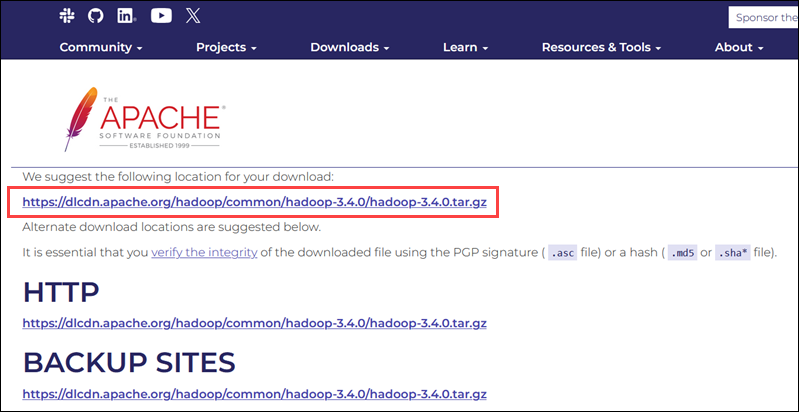 Sponsor the
Community Projects Downloads Learn Resources & Tools About
THE
APACHE®
SOFTWARE FOUNDATION
ESTABLISHED 1999
We suggest the following location for your download:
https://dlcdn.apache.org/hadoop/common/hadoop-3.4.0/hadoop-3.4.0.tar.gz
Alternate download locations are suggested below.
It is essential that you verify the integrity of the downloaded file using the PGP signature ( .asc file) or a hash ( .md5 or .sha* file).
HTTP
https://dlcdn.apache.org/hadoop/common/hadoop-3.4.0/hadoop-3.4.0.tar.gz
BACKUP SITES
https://dlcdn.apache.org/hadoop/common/hadoop-3.4.0/hadoop-3.4.0.tar.gz